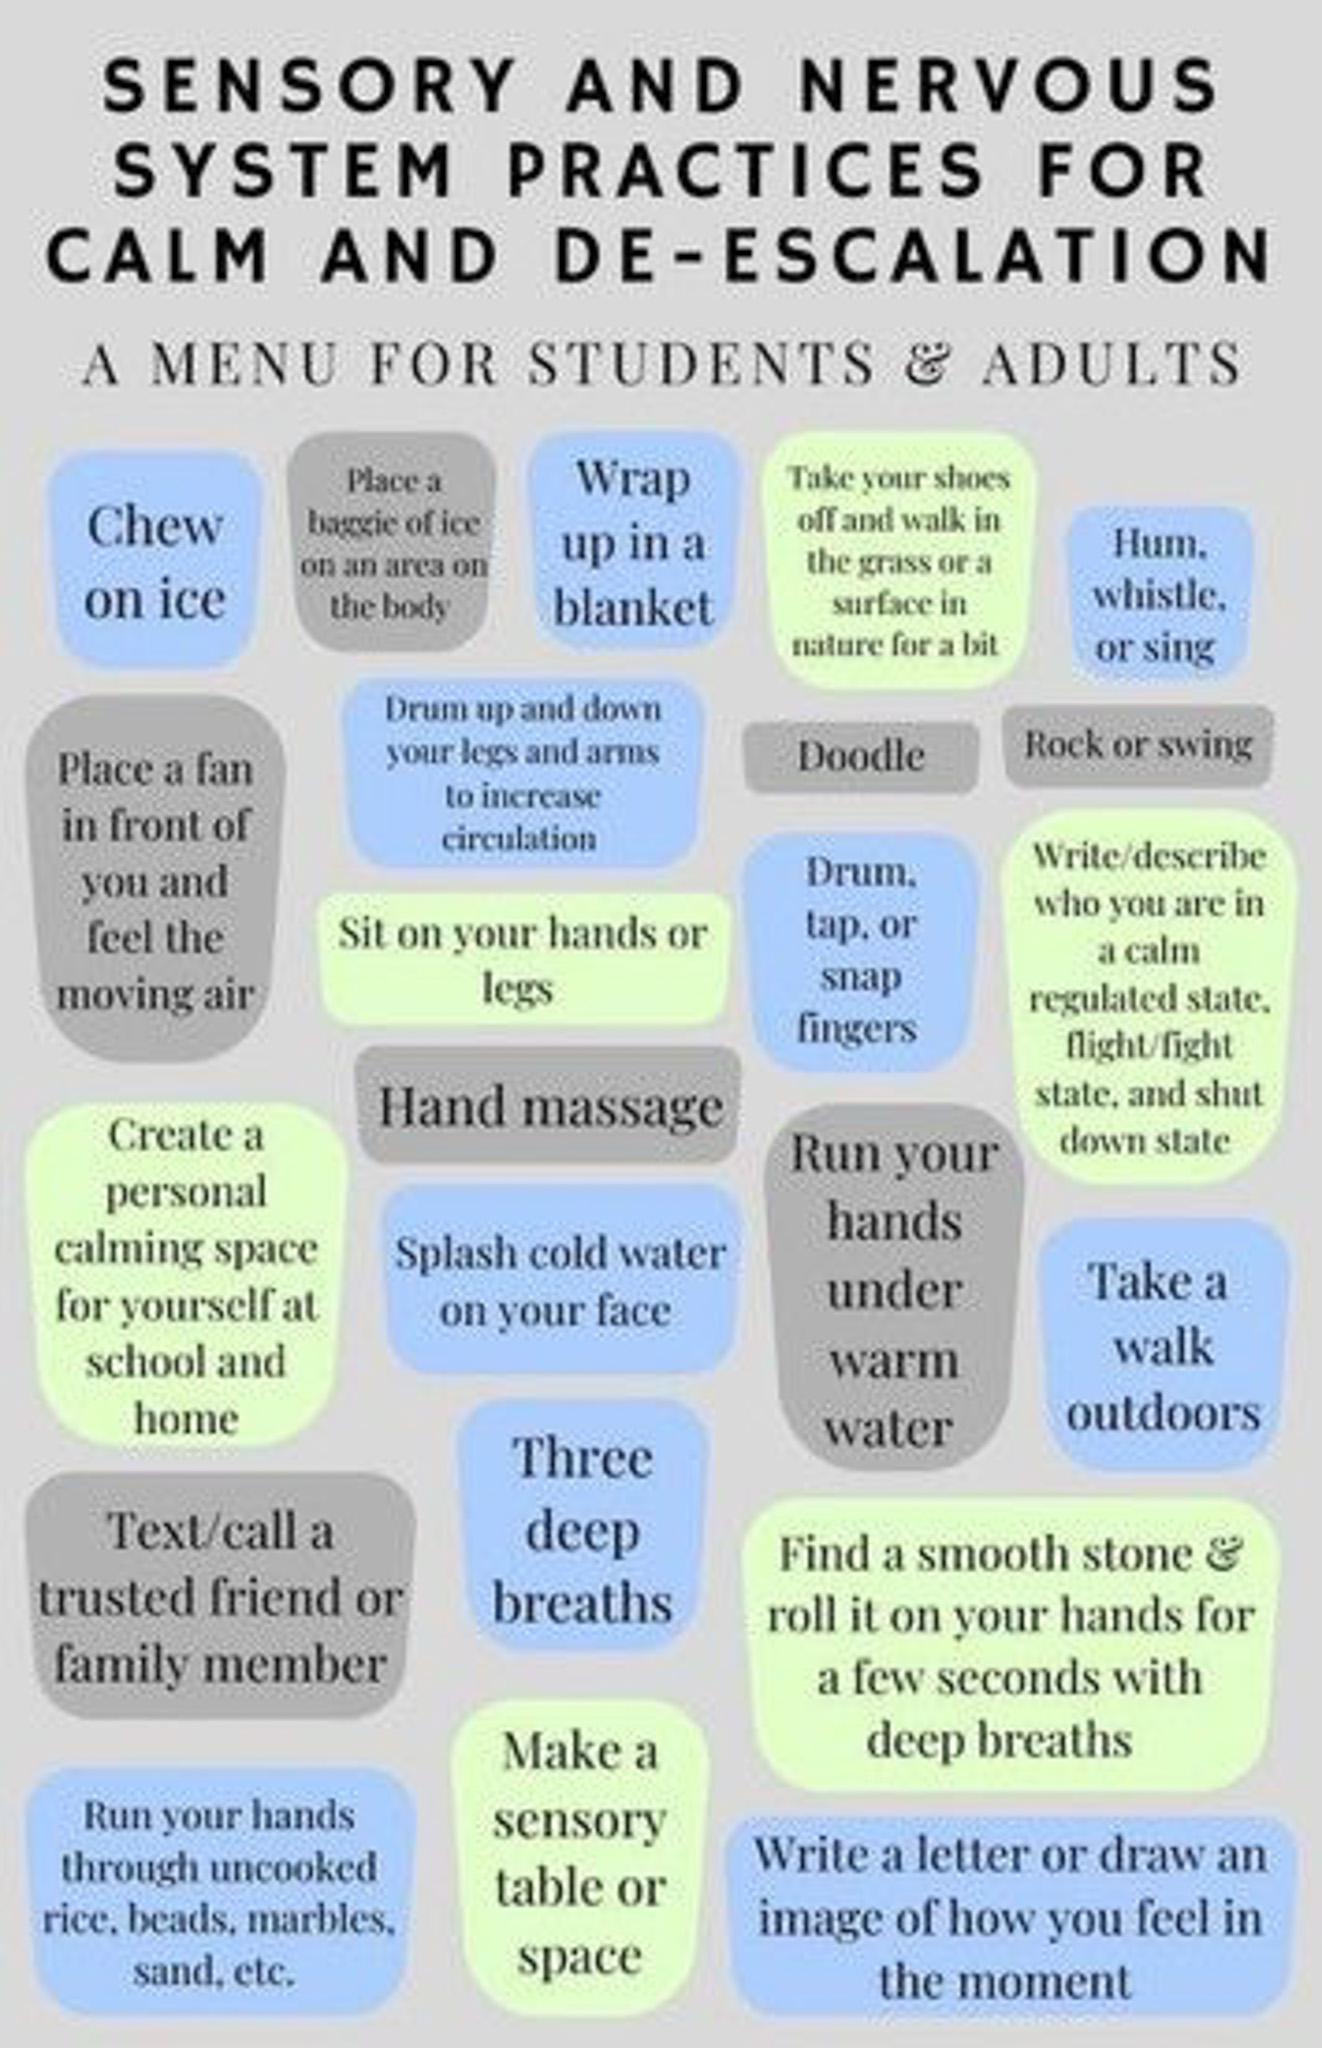 SENSORY AND NERVOUS
SYSTEM PRACTICES FOR
CALM AND DE-ESCALATION
A MENU FOR STUDENTS & ADULTS
Chew
on ice
Place a
baggie of ice
on an area on
the body
Wrap
up in a
blanket
Take your shoes
off and walk in
the grass or a
surface in
nature for a bit
Hum,
whistle,
or sing
Place a fan
in front of
you and
feel the
moving air
Drum up and down
your legs and arms
to increase
circulation
Doodle
Rock or swing
Sit on your hands or
legs
Drum,
tap, or
snap
fingers
Write/describe
who you are in
a calm
regulated state,
flight/fight
state, and shut
down state
Hand massage
Create a
personal
calming space
for yourself at
school and
home
Splash cold water
on your face
Run your
hands
under
warm
water
Take a
walk
outdoors
Text/call a
trusted friend or
family member
Three
deep
breaths
Find a smooth stone &
roll it on your hands for
a few seconds with
deep breaths
Run your hands
through uncooked
rice, beads, marbles,
sand, etc.
Make a
sensory
table or
space
Write a letter or draw an
image of how you feel in
the moment